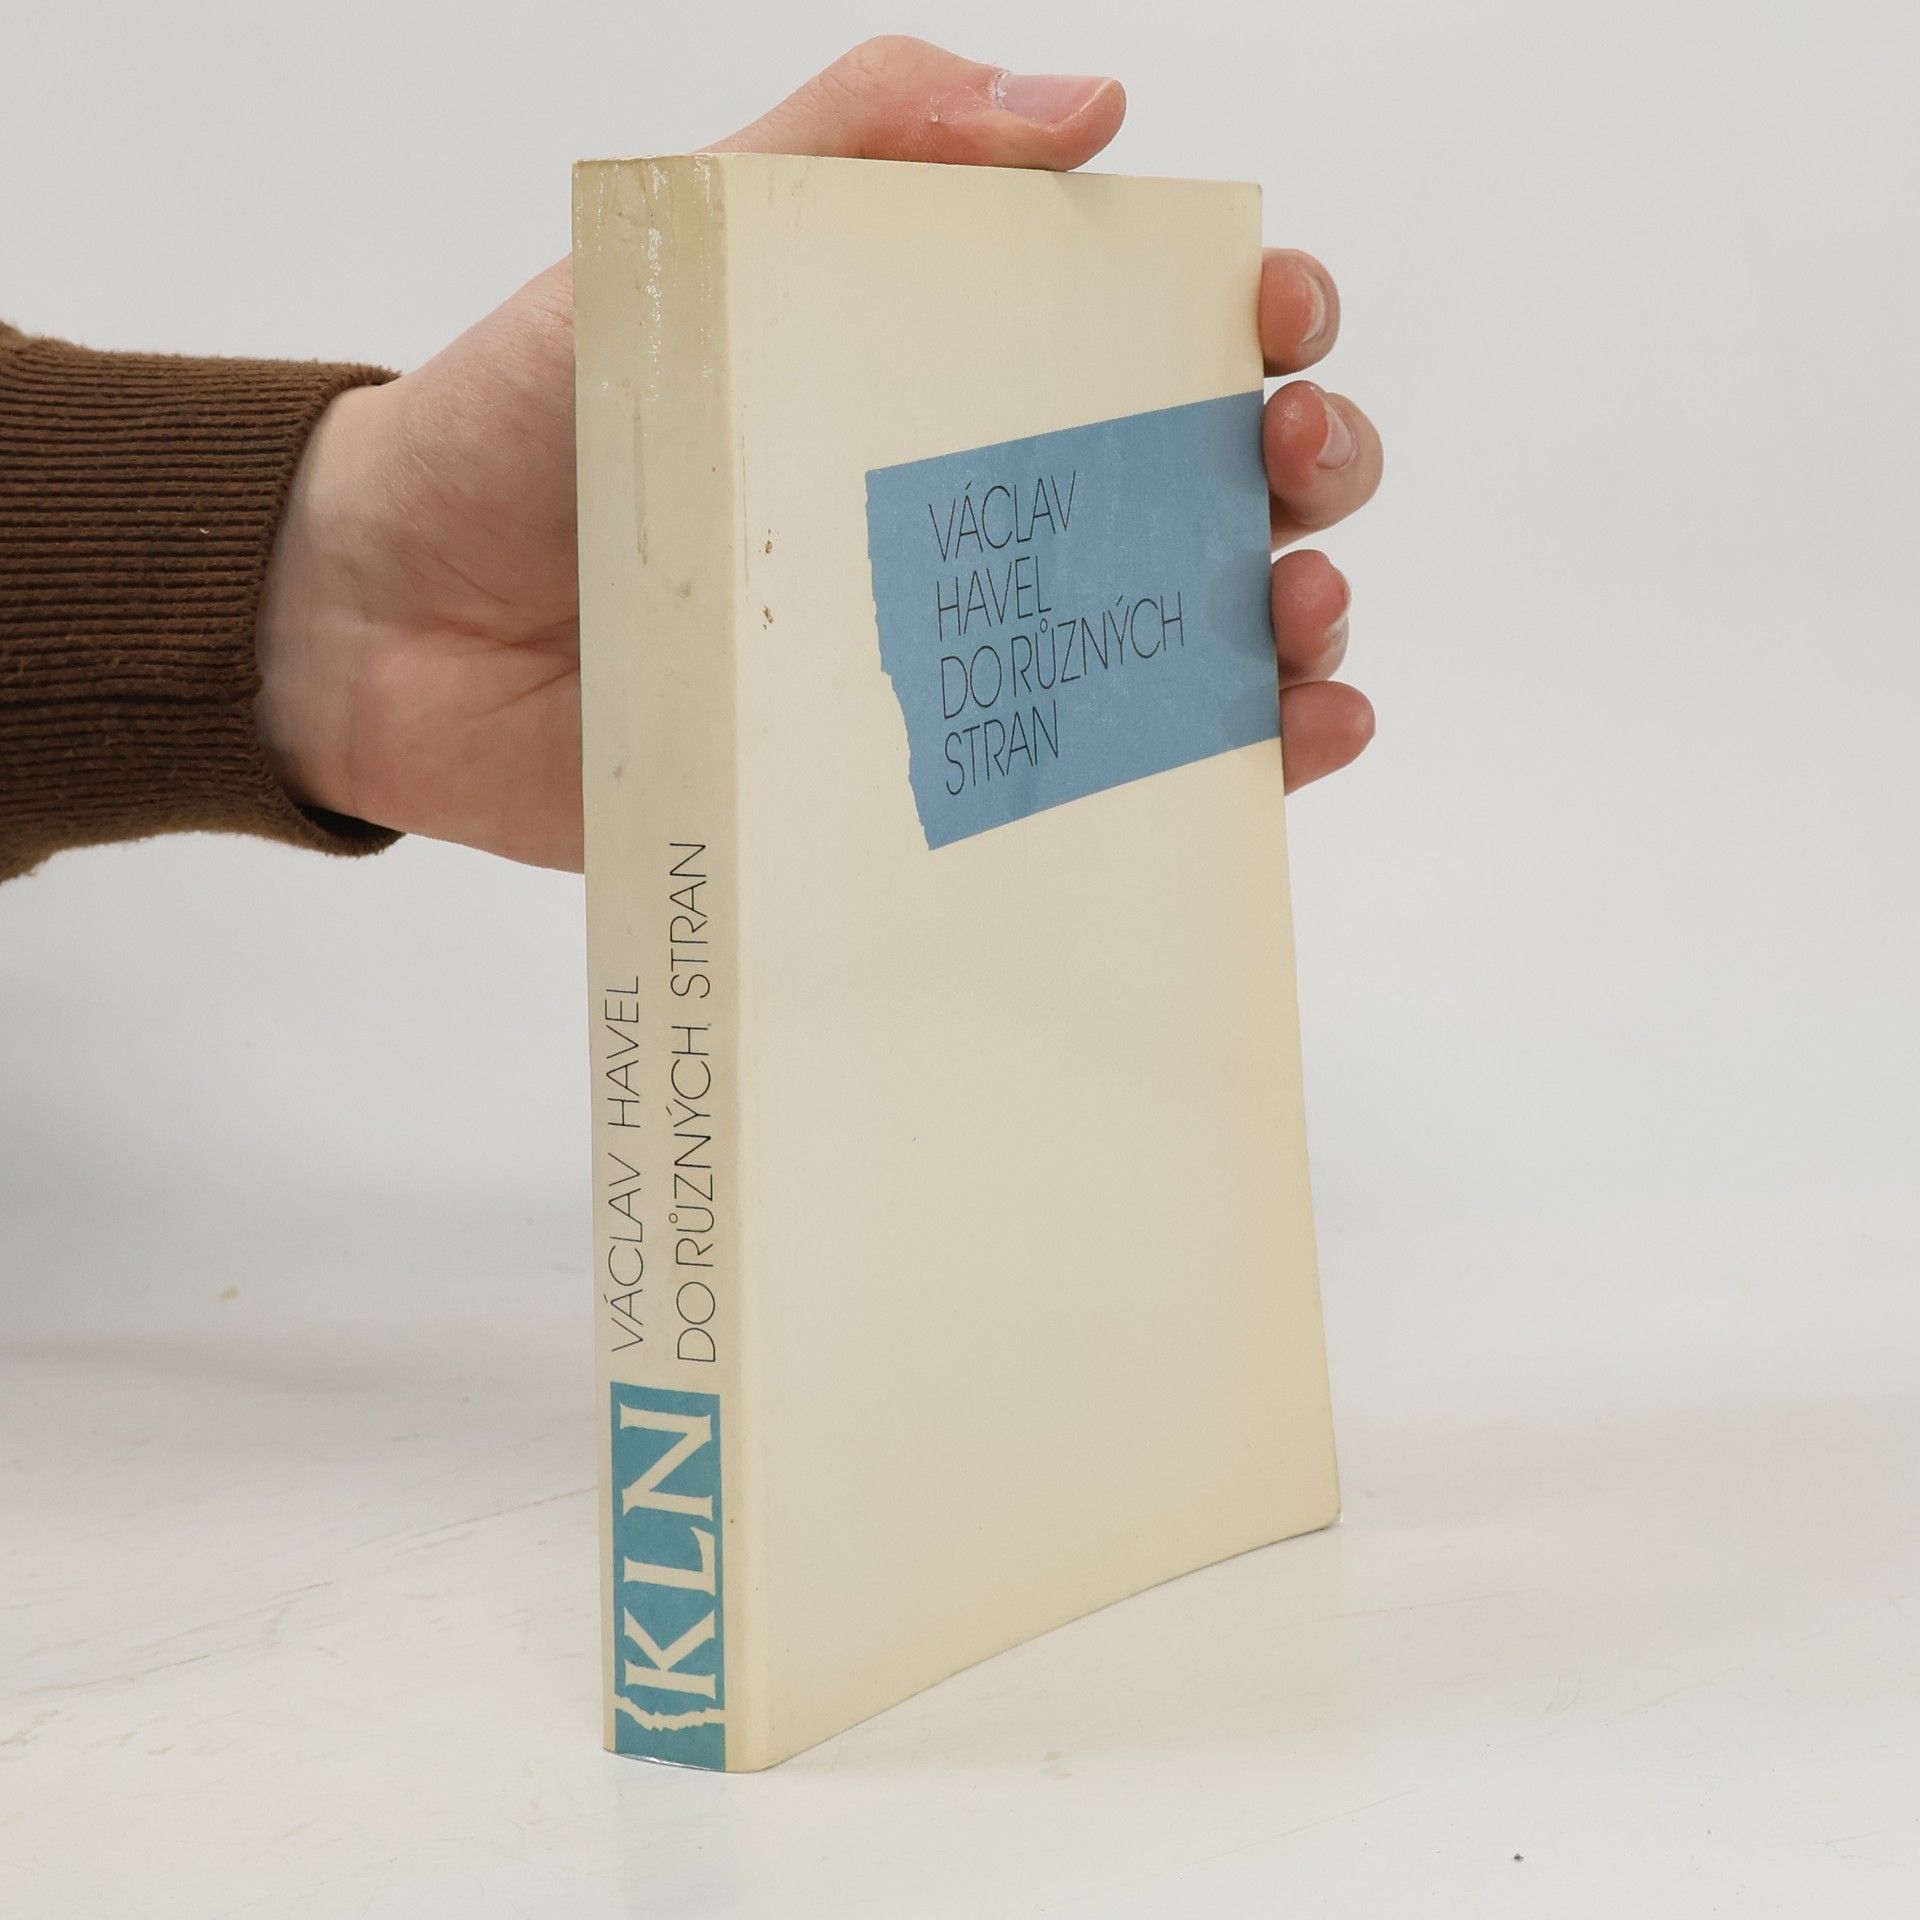 VÁCLAV
HAVEL
DO RŮZNÝCH
STRAN
VÁCLAV HAVEL
DO RŮZNÝCH STRAN
KLN